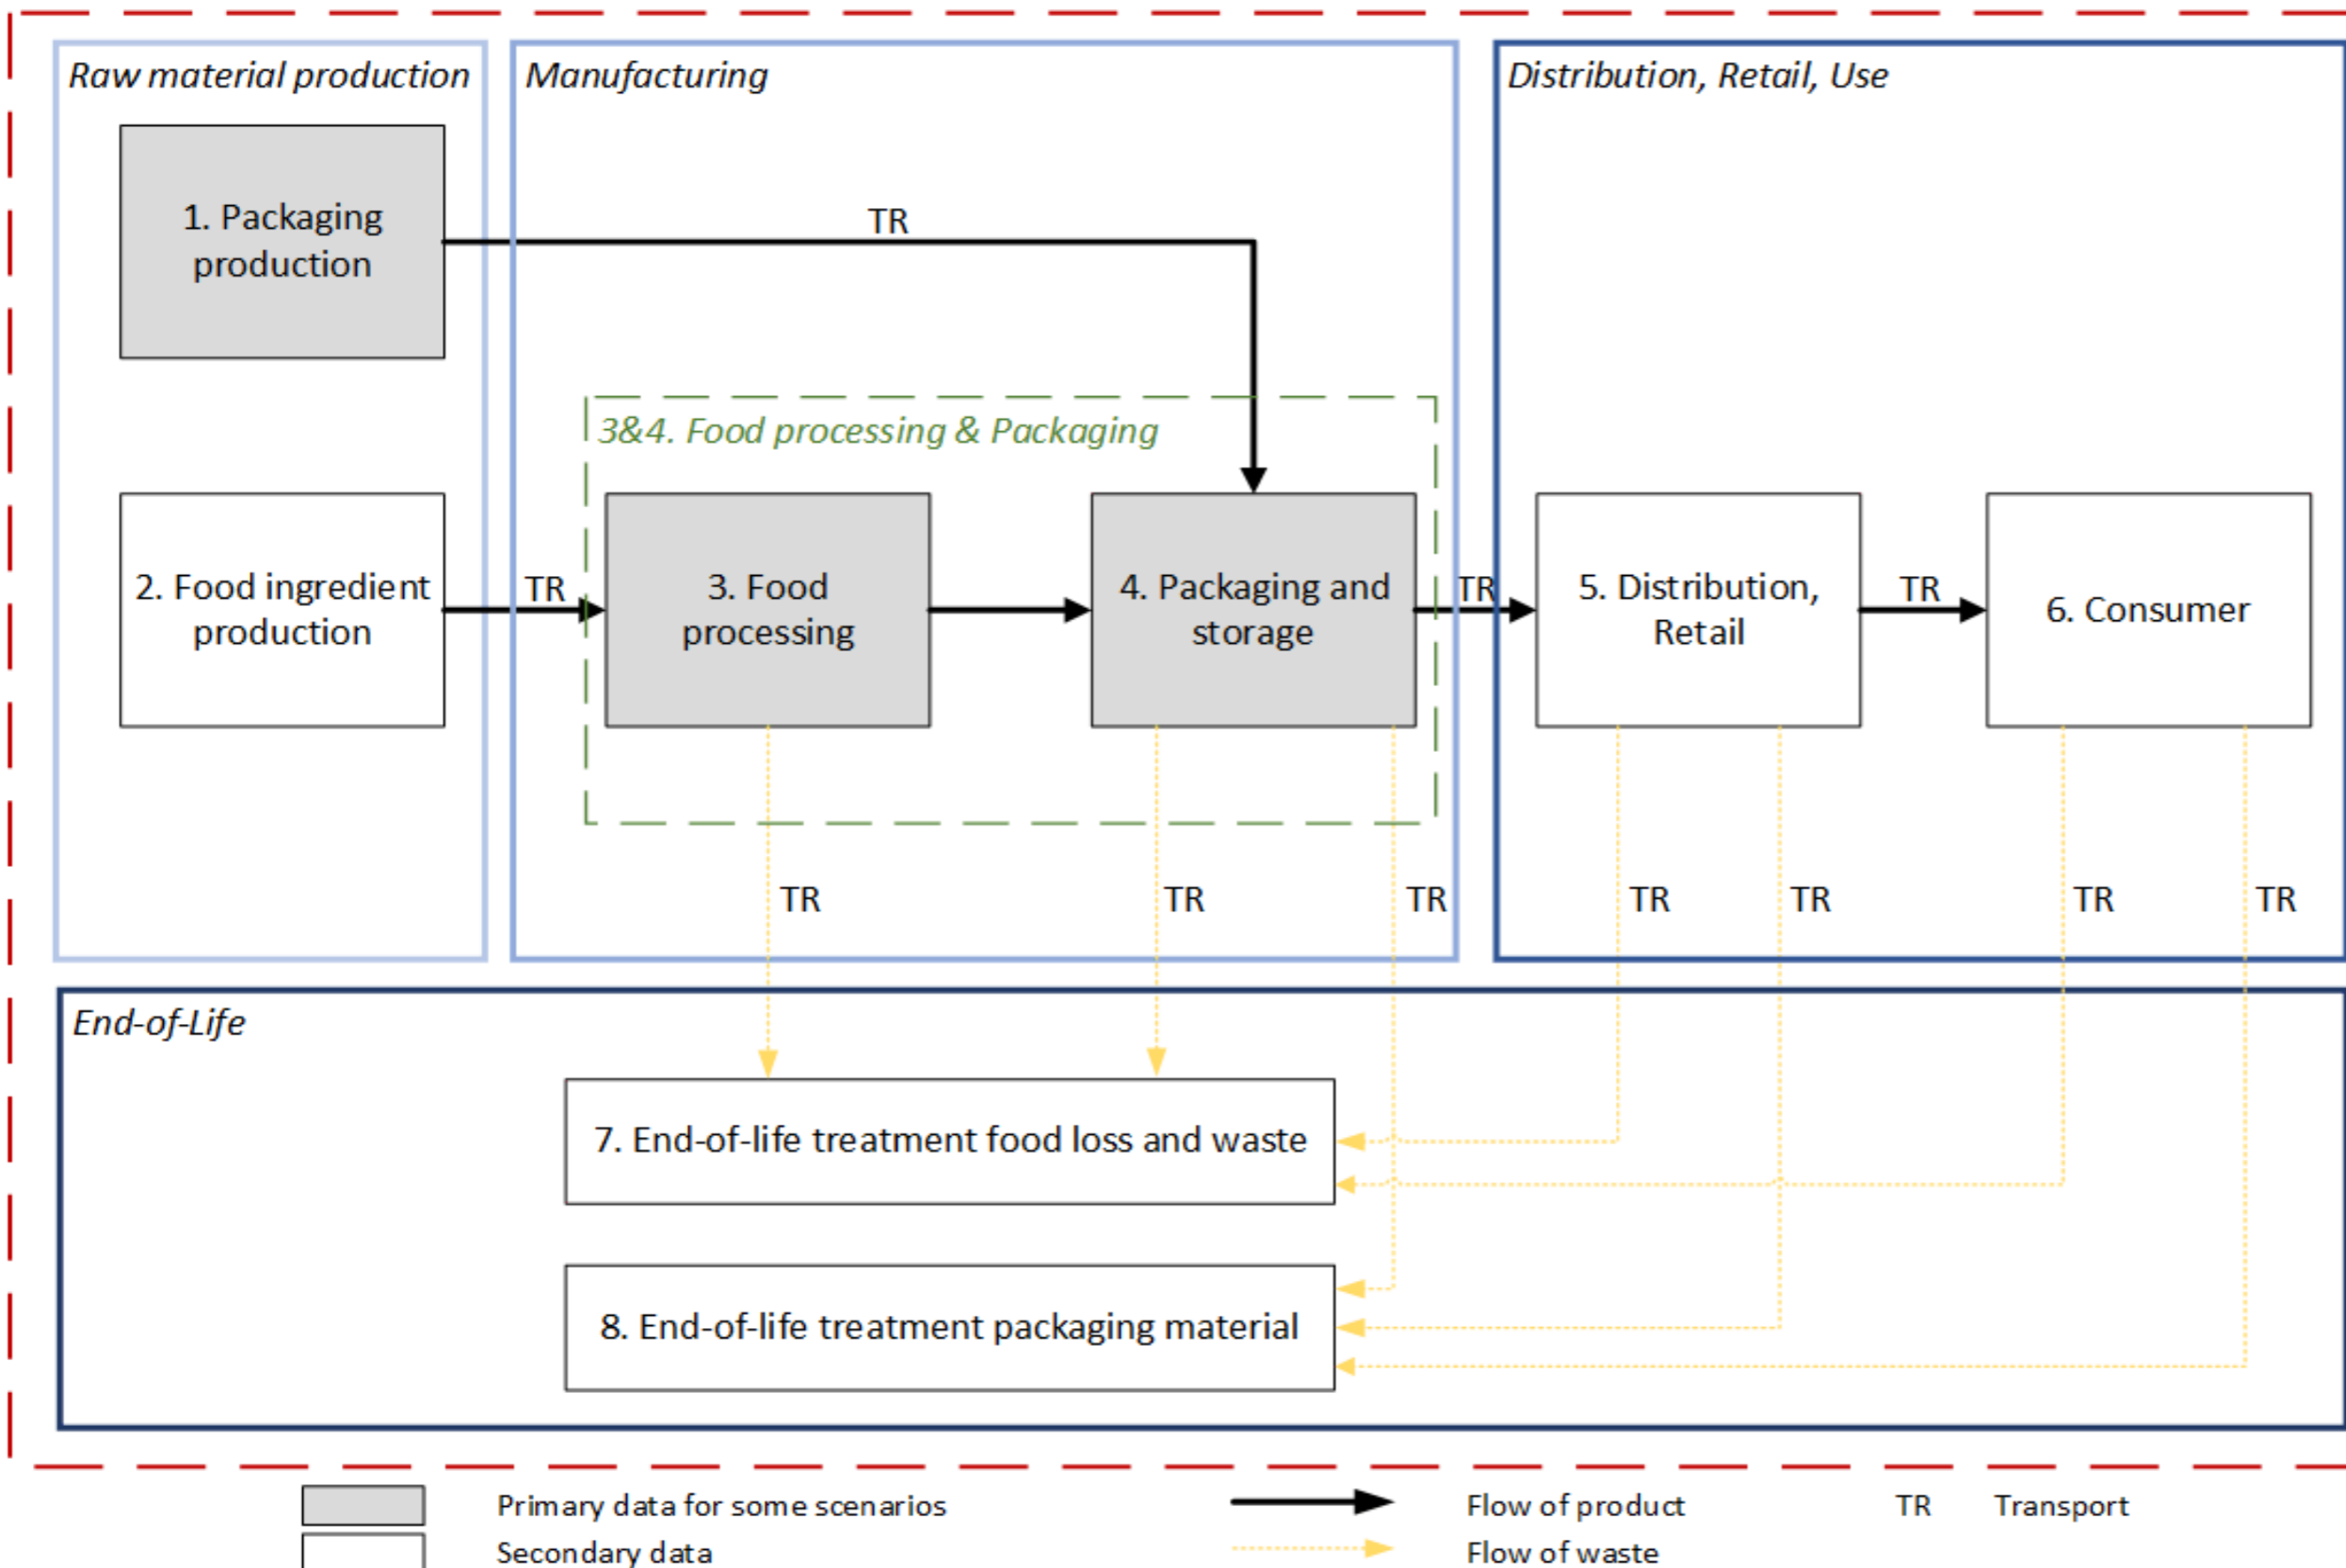 Raw material production
Manufacturing
Distribution, Retail, Use
1. Packaging
production
TR
3&4. Food processing & Packaging
2. Food ingredient
production
TR
3. Food
processing
4. Packaging and
storage
TR
5. Distribution,
Retail
TR
6. Consumer
TR
TR
TR
TR
TR
TR
TR
End-of-Life
7. End-of-life treatment food loss and waste
8. End-of-life treatment packaging material
Primary data for some scenarios
Flow of product
TR
Transport
Secondary data
Flow of waste